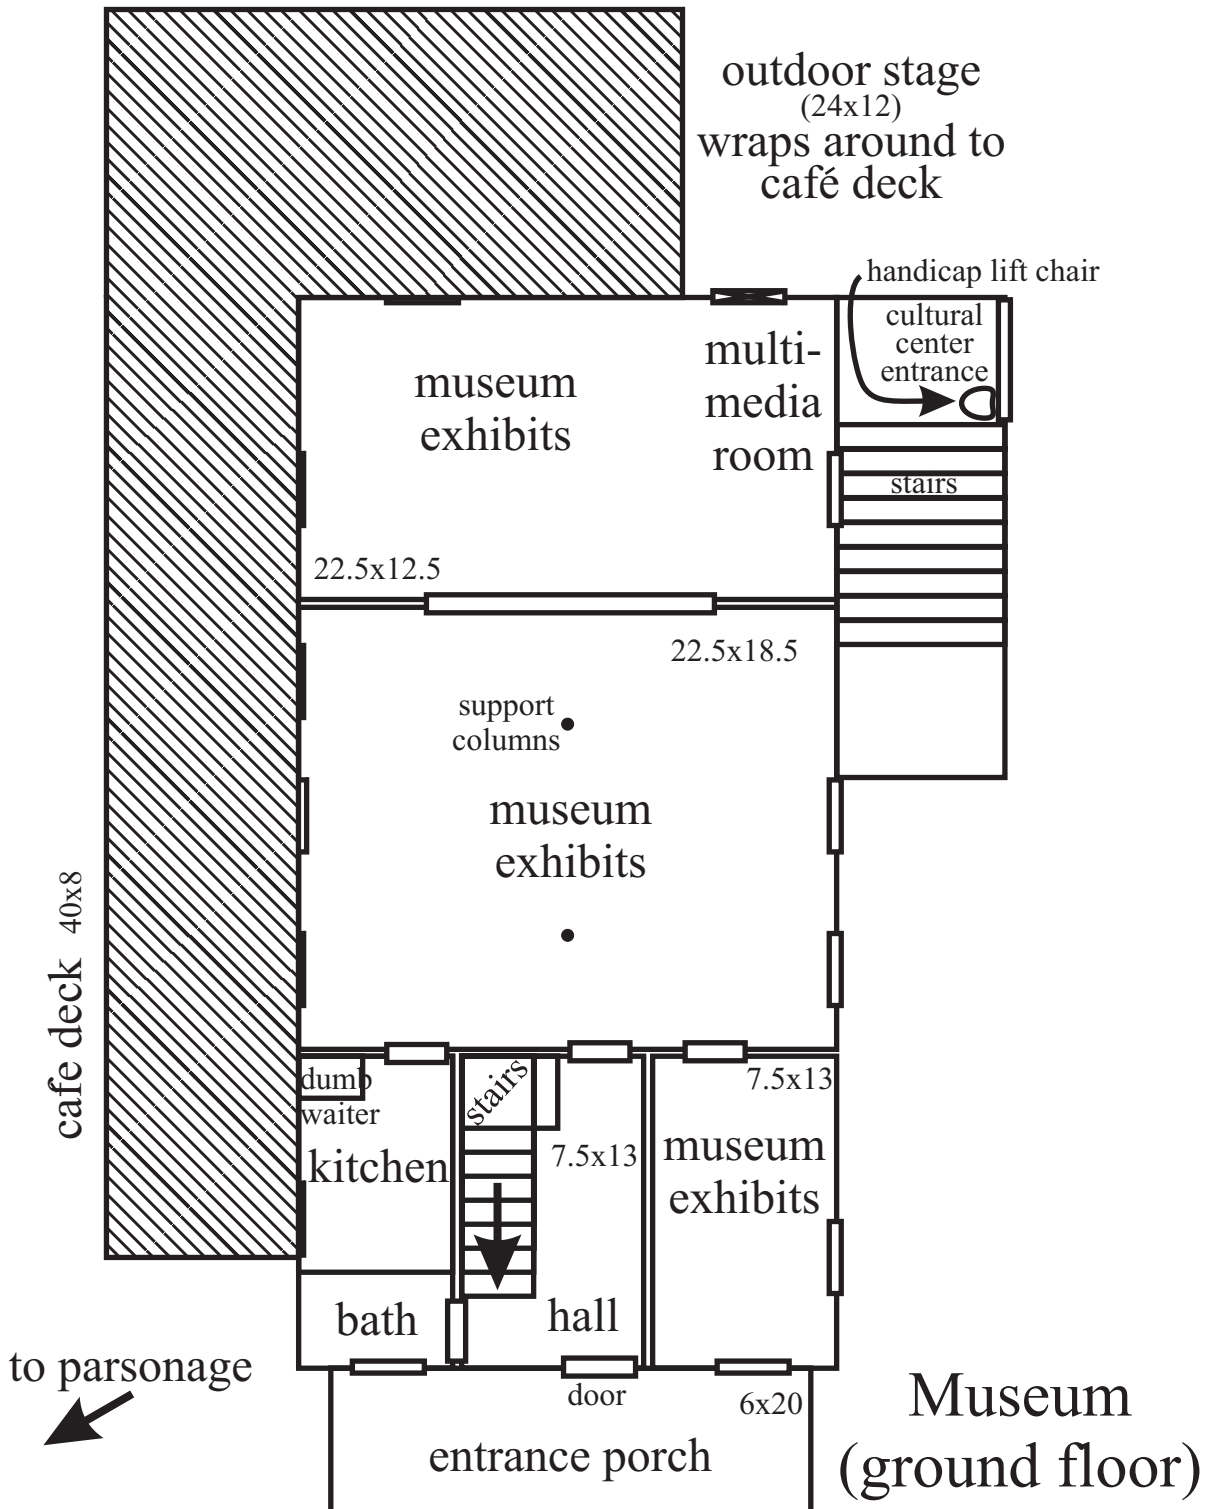 outdoor stage
(24x12)
wraps around to
café deck
handicap lift chair
cultural
center
entrance
multi-
media
room
museum
exhibits
stairs
22.5x12.5
22.5x18.5
support
columns
museum
exhibits
cafe deck 40x8
dumb
waiter
kitchen
stairs
7.5x13
7.5x13
museum
exhibits
bath
hall
to parsonage
door
6x20
entrance porch
Museum
(ground floor)